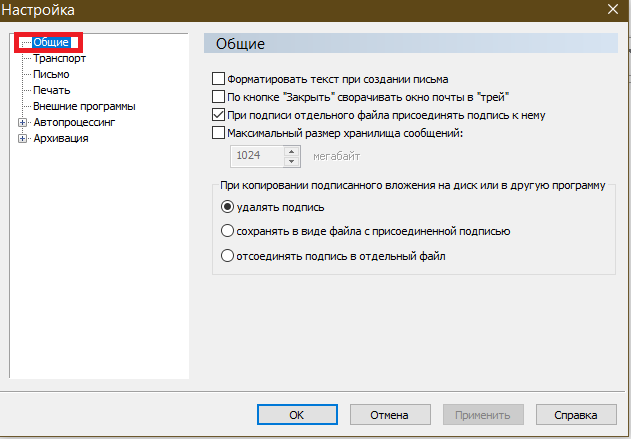 Настройка
Общие
Транспорт
Письмо
Печать
Внешние программы
Автопроцессинг
Архивация
Общие
Форматировать текст при создании письма
По кнопке "Закрыть" сворачивать окно почты в "трей"
При подписи отдельного файла присоединять подпись к нему
Максимальный размер хранилища сообщений:
1024 мегабайт
При копировании подписанного вложения на диск или в другую программу
удалять подпись
сохранять в виде файла с присоединенной подписью
отсоединять подпись в отдельный файл
OK Отмена Применить Справка